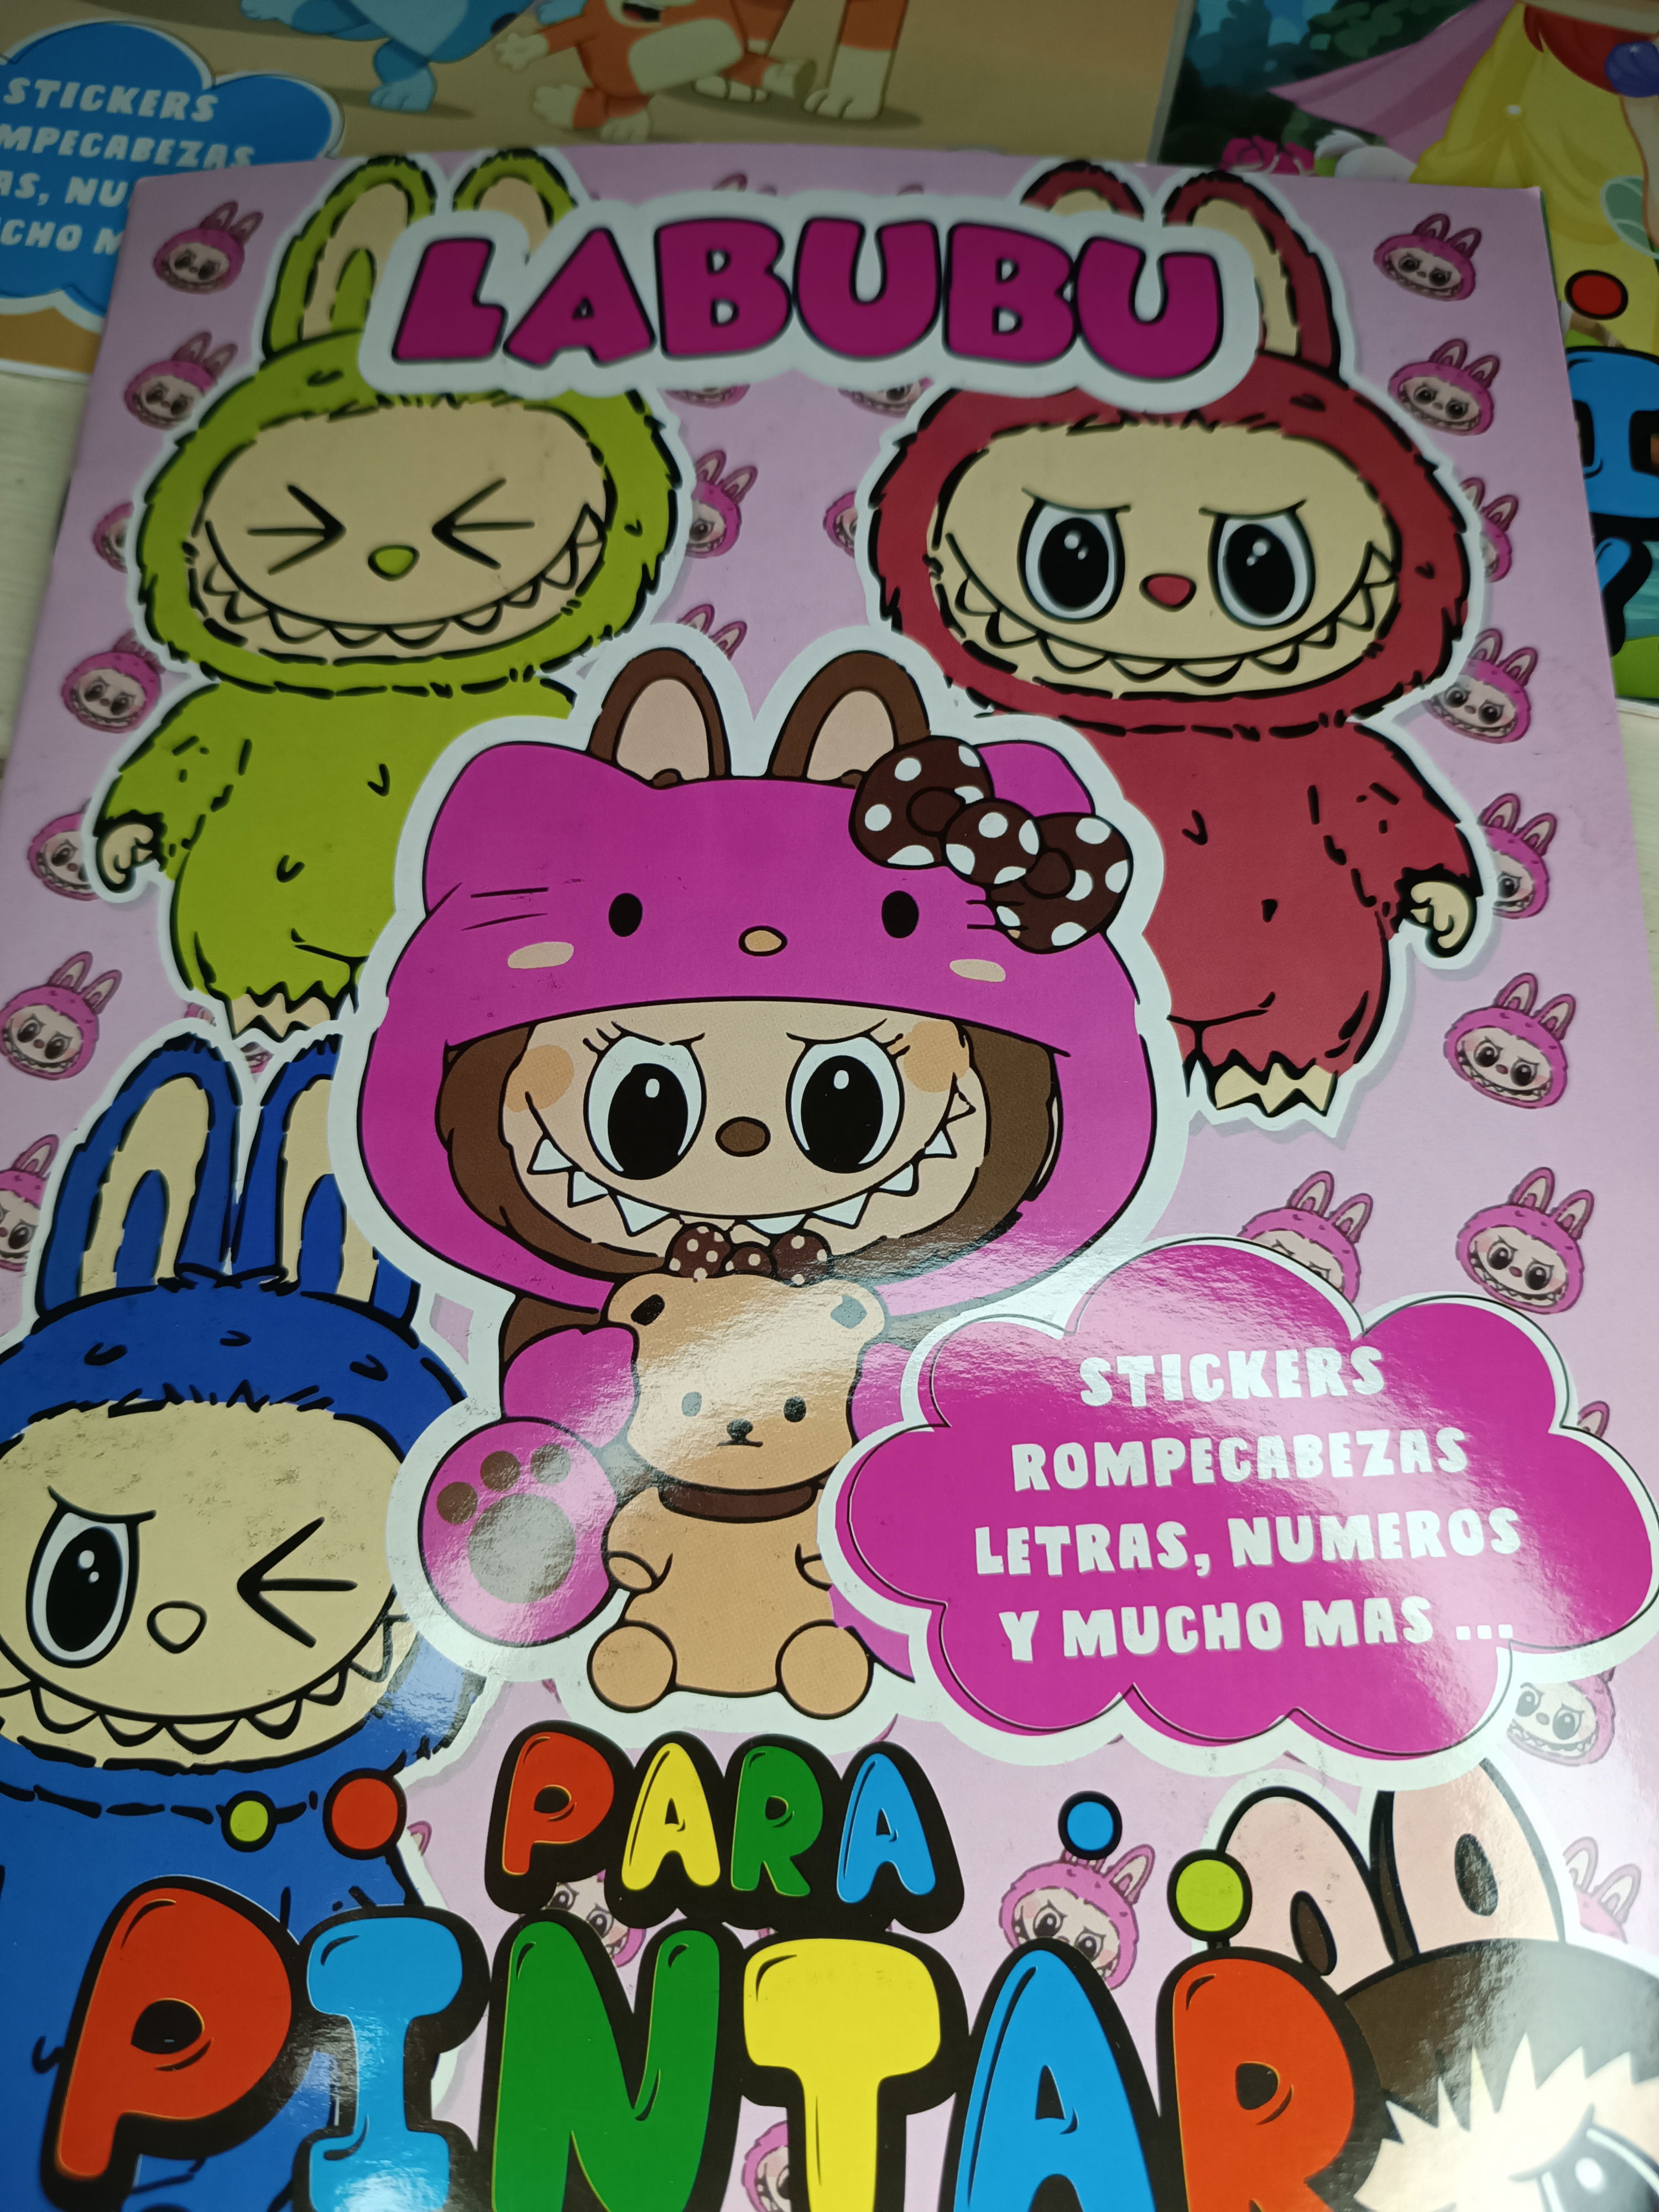 STICKERS
LABUBU
STICKERS
ROMPECABEZAS
LETRAS, NUMEROS
Y MUCHO MAS ...
PARA
PINTAR